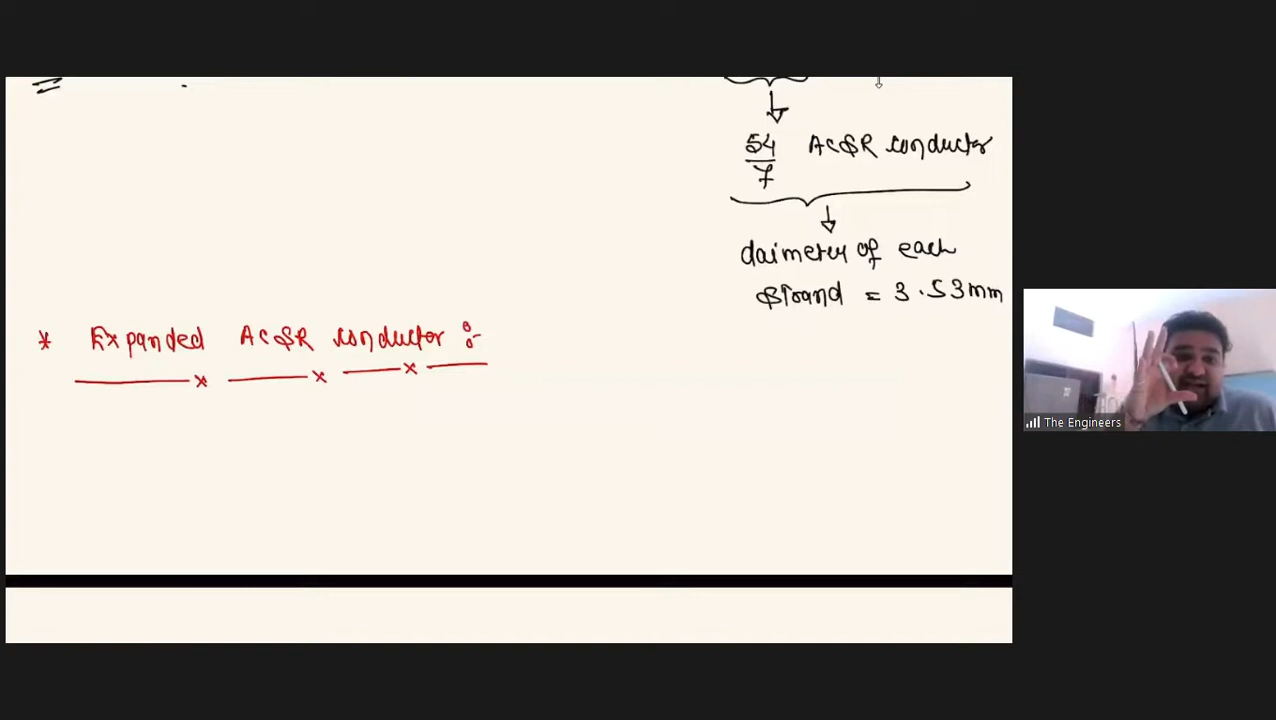 54
7 ACSR conductor
daimeter of each
strand = 3.53mm
* Expanded ACSR conductor :-
The Engineers